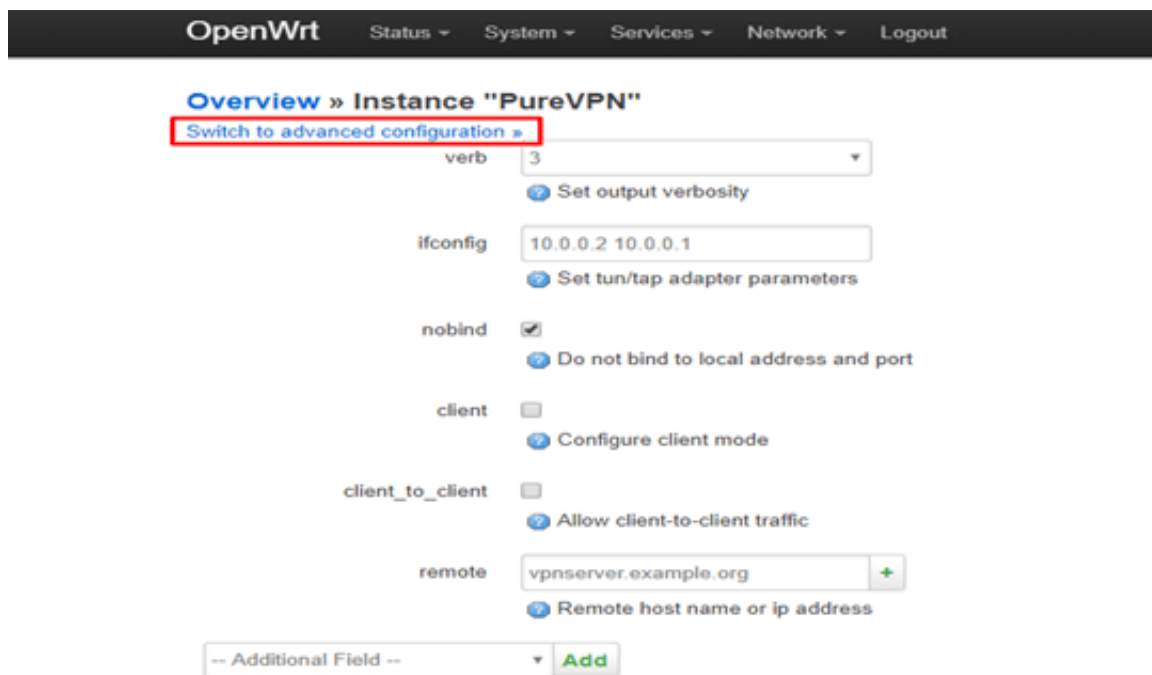 OpenWrt Status System Services Network Logout
Overview » Instance "PureVPN"
Switch to advanced configuration »
verb 3
Set output verbosity
ifconfig 10.0.0.2 10.0.0.1
Set tun/tap adapter parameters
nobind
Do not bind to local address and port
client
Configure client mode
client_to_client
Allow client-to-client traffic
remote vpnserver.example.org +
Remote host name or ip address
-- Additional Field -- Add